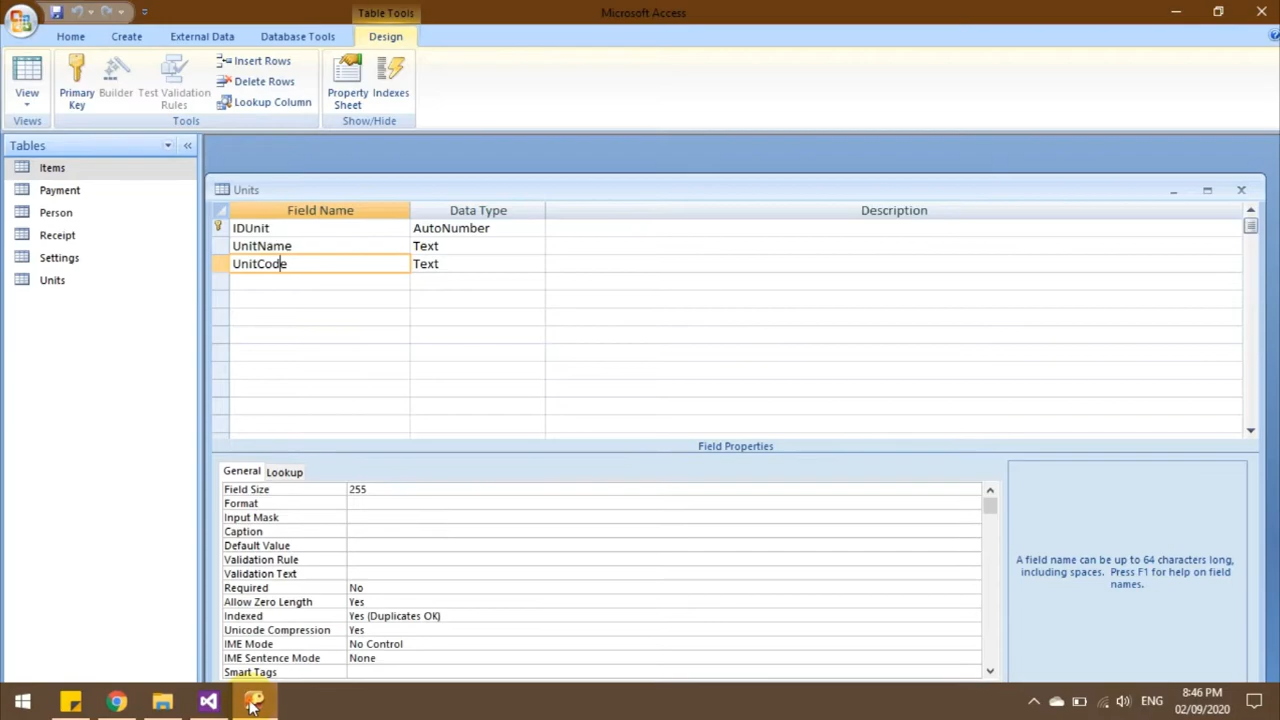 Table Tools
Microsoft Access
Home
Create
External Data
Database Tools
Design
View
Primary Key
Builder
Test Validation Rules
Insert Rows
Delete Rows
Lookup Column
Property Sheet
Indexes
Views
Tools
Show/Hide
Tables
Items
Payment
Person
Receipt
Settings
Units
Units
Field Name Data Type Description
IDUnit AutoNumber
UnitName Text
UnitCode Text
Field Properties
General Lookup
Field Size 255
Format
Input Mask
Caption
Default Value
Validation Rule
Validation Text
Required No
Allow Zero Length Yes
Indexed Yes (Duplicates OK)
Unicode Compression Yes
IME Mode No Control
IME Sentence Mode None
Smart Tags
A field name can be up to 64 characters long,
including spaces. Press F1 for help on field
names.
ENG
8:46 PM
02/09/2020